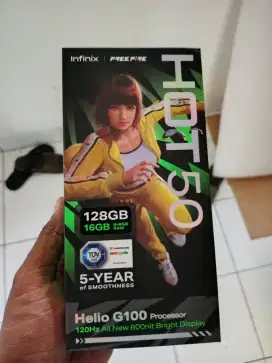 Infinix FREE FIRE
HOT 50
128GB
16GB
5-YEAR
of SMOOTHNESS
Helio G100 Processor
120Hz All New 800nit Bright Display